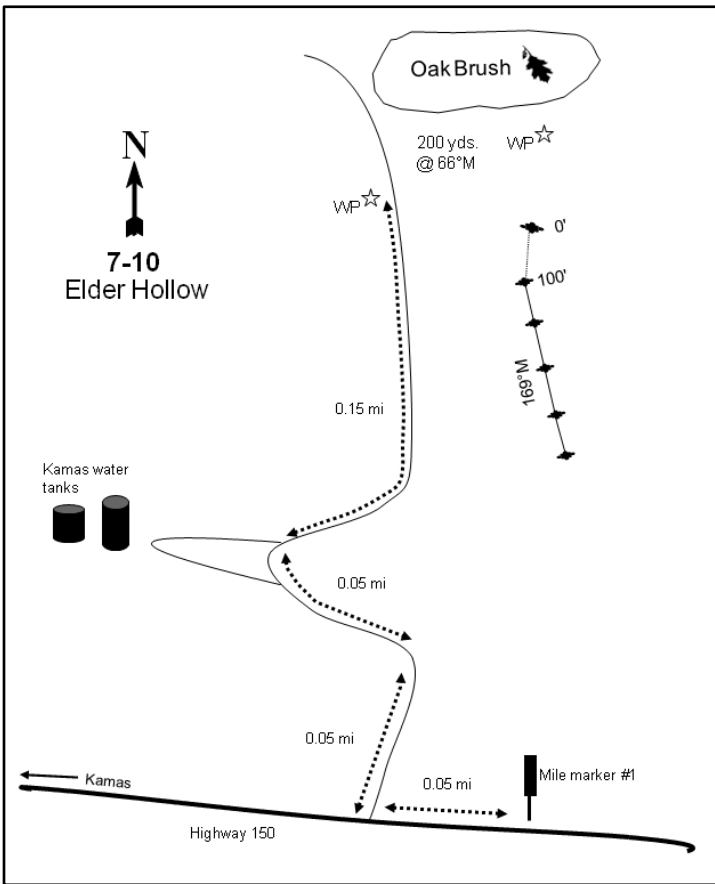 Oak Brush
200 yds.
@ 66°M
WP
N
WP
0'
7-10
Elder Hollow
100'
169°M
0.15 mi
Kamas water
tanks
0.05 mi
0.05 mi
Kamas
0.05 mi
Mile marker #1
Highway 150